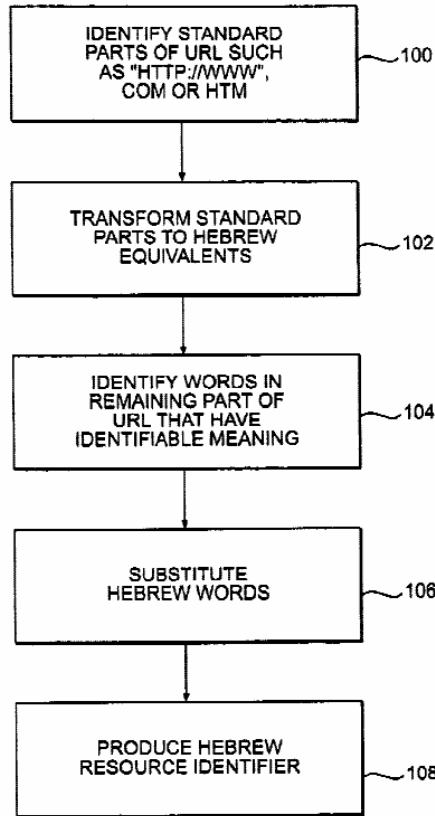 IDENTIFY STANDARD
PARTS OF URL SUCH
AS "HTTP://WWW",
COM OR HTM
100
TRANSFORM STANDARD
PARTS TO HEBREW
EQUIVALENTS
102
IDENTIFY WORDS IN
REMAINING PART OF
URL THAT HAVE
IDENTIFIABLE MEANING
104
SUBSTITUTE
HEBREW WORDS
106
PRODUCE HEBREW
RESOURCE IDENTIFIER
108